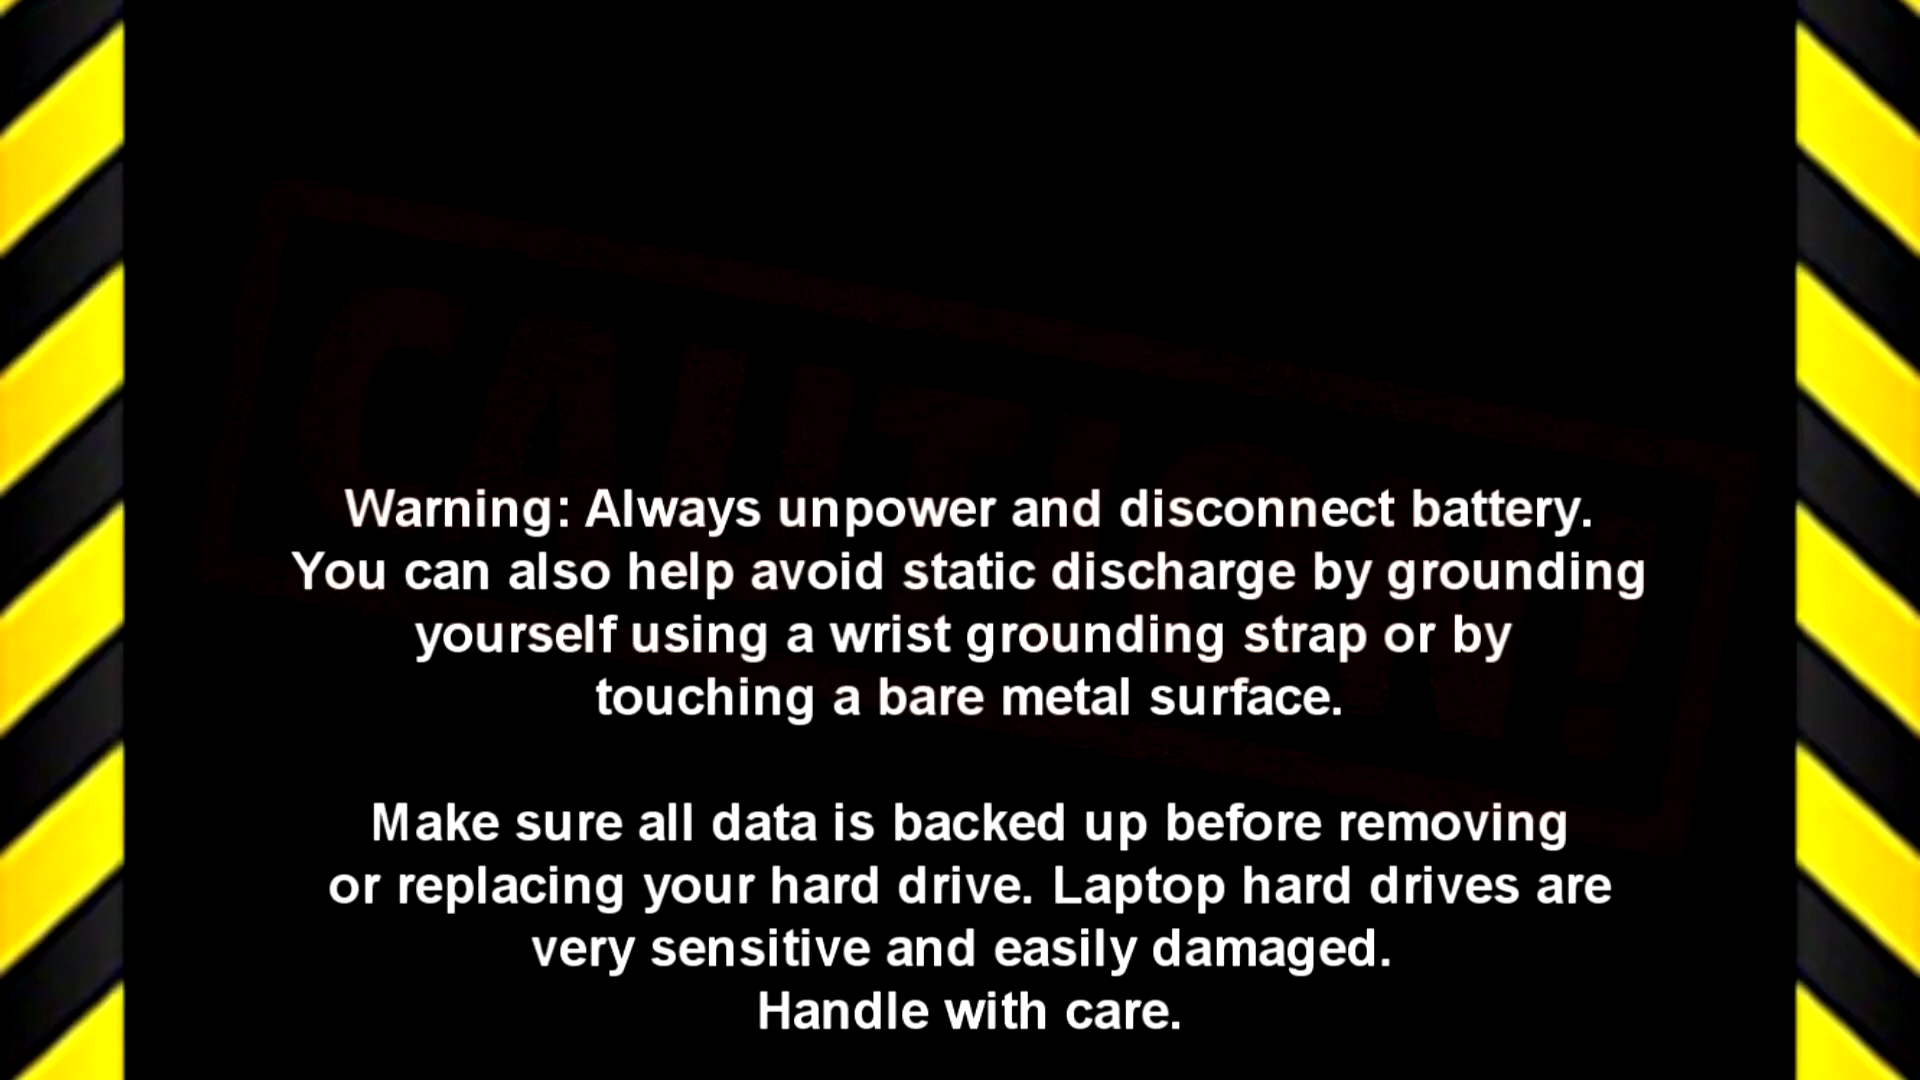 CAUTION!
Warning: Always unpower and disconnect battery.
You can also help avoid static discharge by grounding
yourself using a wrist grounding strap or by
touching a bare metal surface.
Make sure all data is backed up before removing
or replacing your hard drive. Laptop hard drives are
very sensitive and easily damaged.
Handle with care.